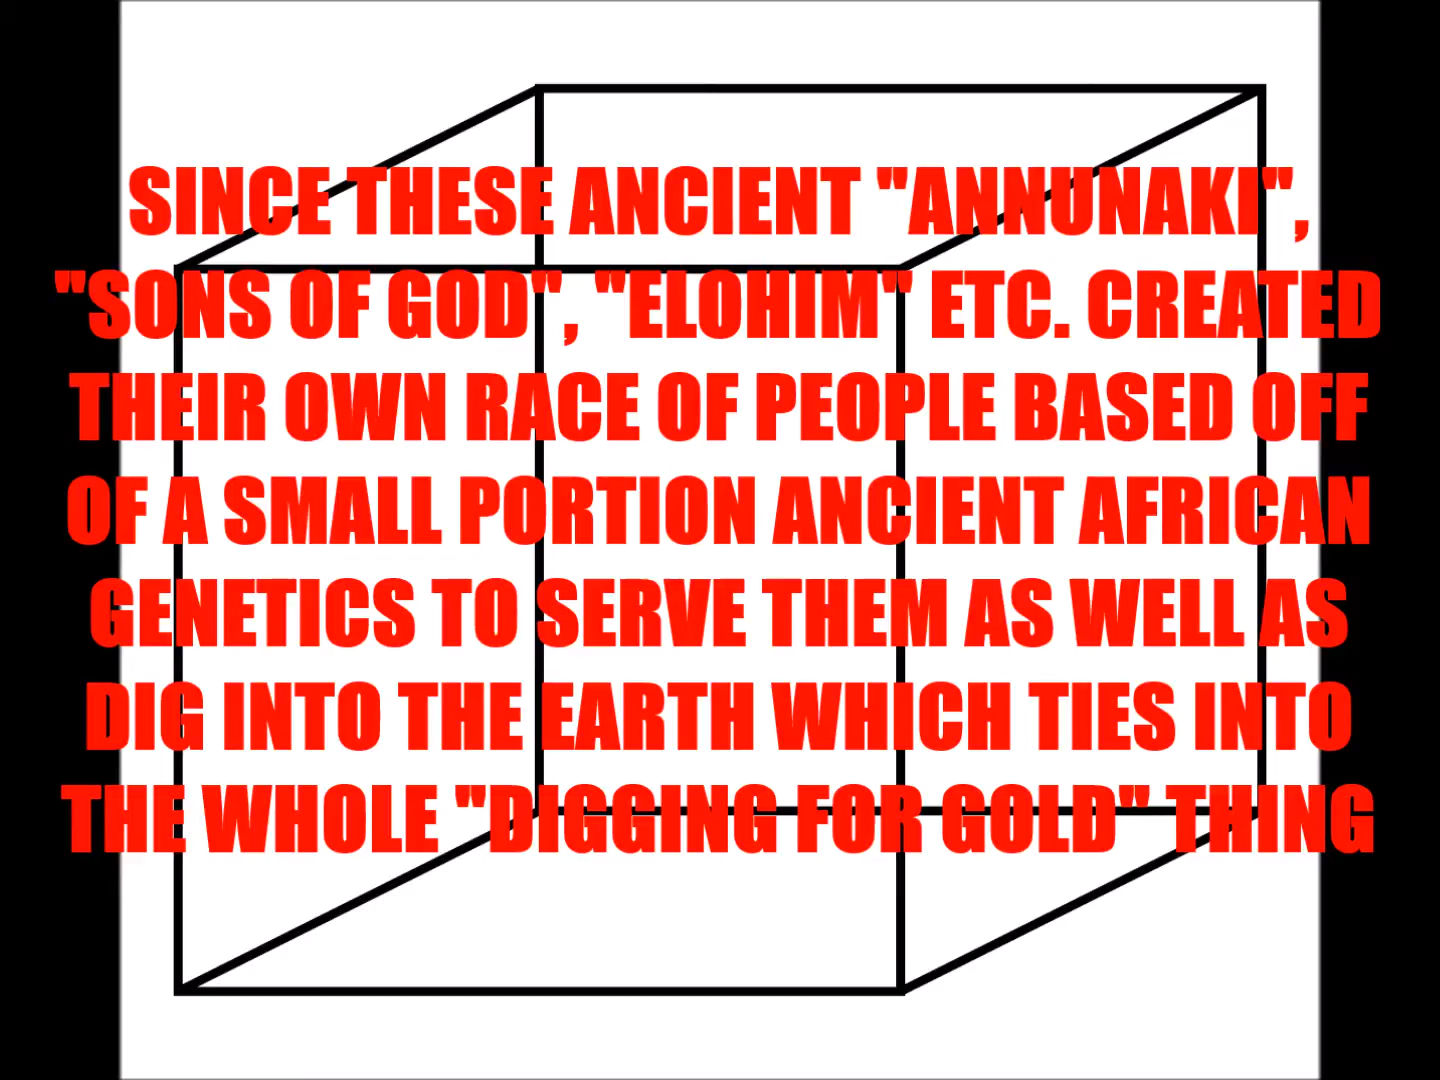 SINCE THESE ANCIENT "ANNUNAKI",
"SONS OF GOD", "ELOHIM" ETC. CREATED
THEIR OWN RACE OF PEOPLE BASED OFF
OF A SMALL PORTION ANCIENT AFRICAN
GENETICS TO SERVE THEM AS WELL AS
DIG INTO THE EARTH WHICH TIES INTO
THE WHOLE "DIGGING FOR GOLD" THING